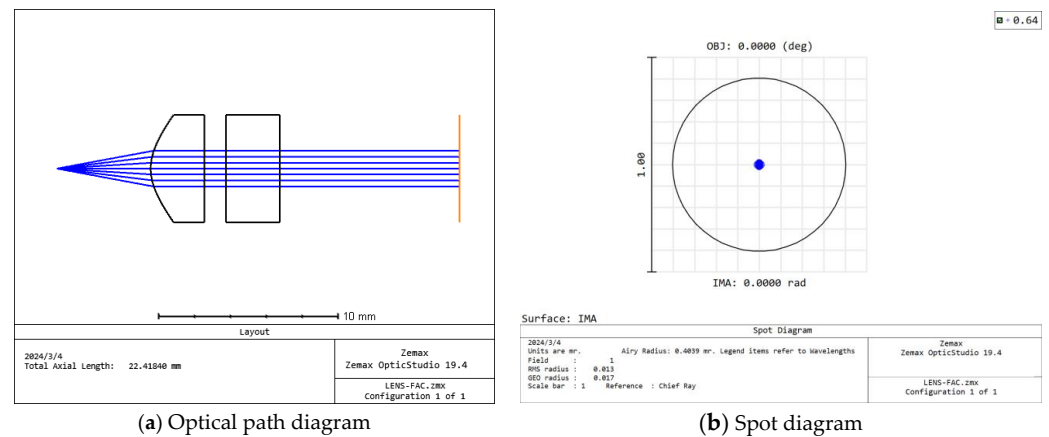 10 mm
Layout
2024/3/4
Total Axial Length: 22.41840 mm
Zemax
Zemax OpticStudio 19.4
LENS-FAC.zmx
Configuration 1 of 1
(a) Optical path diagram
0.64
OBJ: 0.0000 (deg)
1.00
IMA: 0.0000 rad
Surface: IMA
Spot Diagram
2024/3/4
Units are mr. Airy Radius: 0.4039 mr. Legend items refer to Wavelengths
Field : 1
RMS radius : 0.013
GEO radius : 0.017
Scale bar : 1 Reference : Chief Ray
Zemax
Zemax OpticStudio 19.4
LENS-FAC.zmx
Configuration 1 of 1
(b) Spot diagram